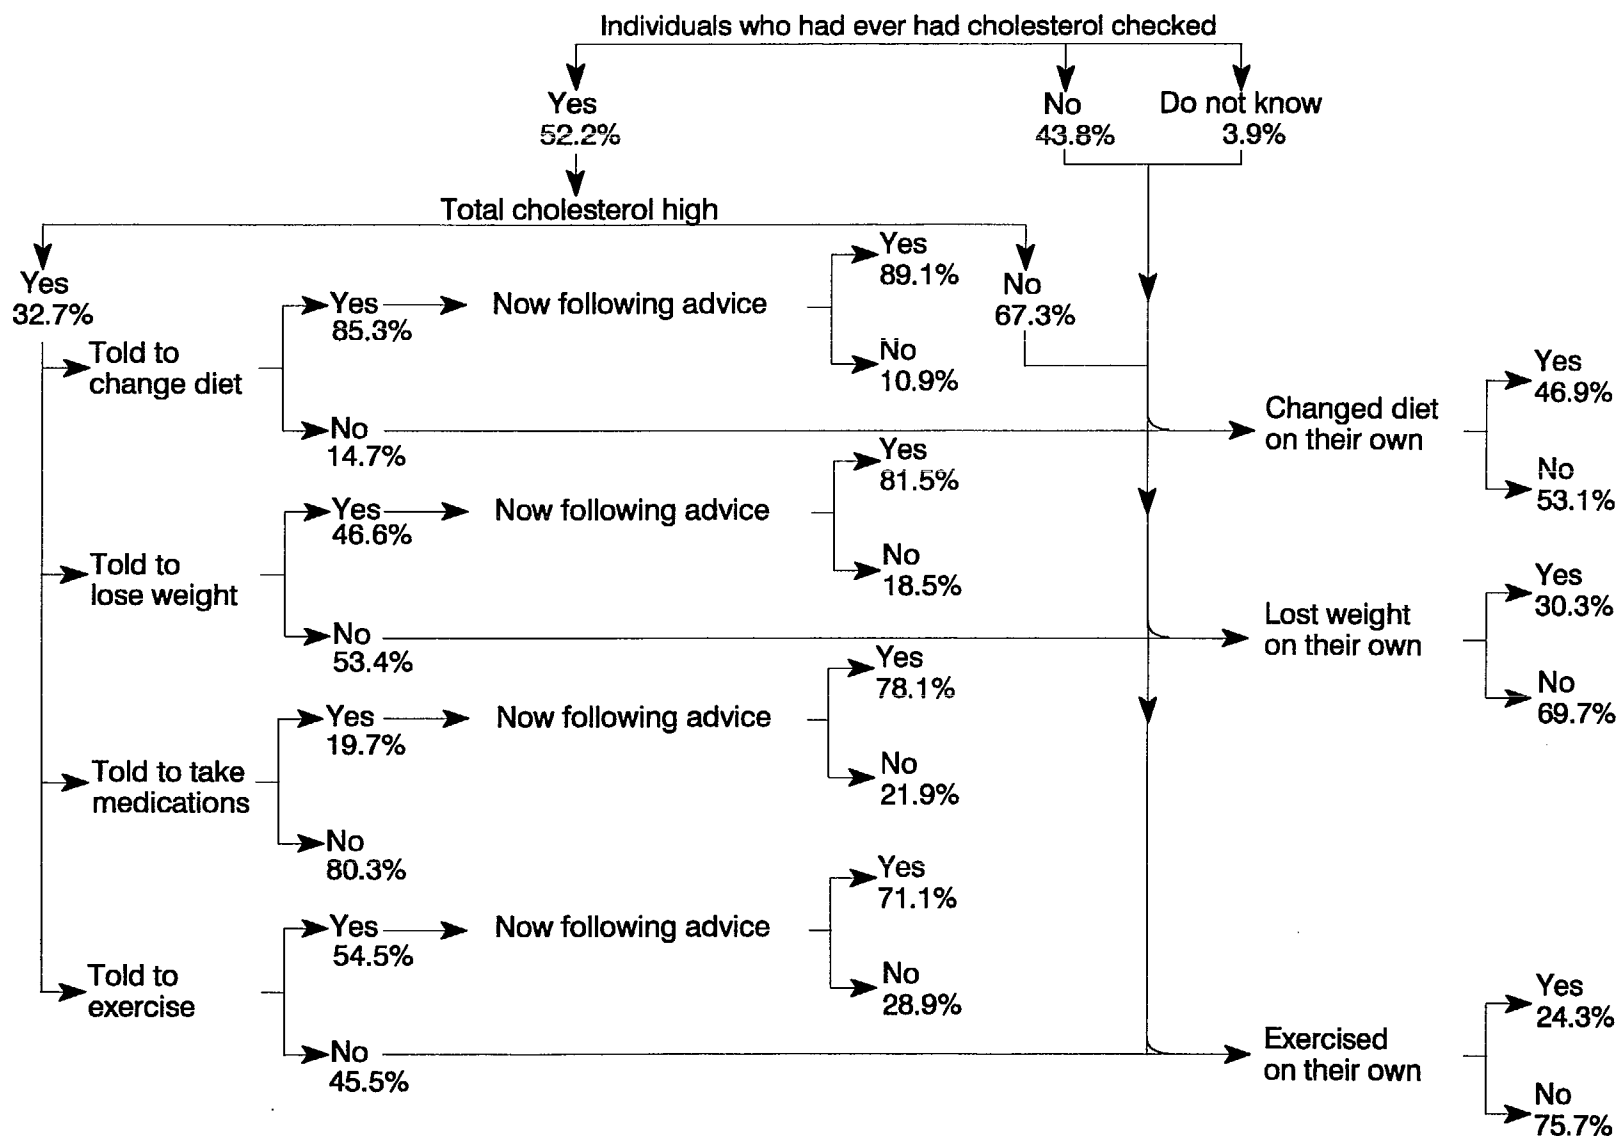 Individuals who had ever had cholesterol checked
Yes
52.2%
No
43.8%
Do not know
3.9%
Total cholesterol high
Yes
32.7%
No
67.3%
Told to
change diet
Yes
85.3%
Now following advice
Yes
89.1%
No
10.9%
No
14.7%
Changed diet
on their own
Yes
46.9%
No
53.1%
Told to
lose weight
Yes
46.6%
Now following advice
Yes
81.5%
No
18.5%
No
53.4%
Lost weight
on their own
Yes
30.3%
No
69.7%
Told to take
medications
Yes
19.7%
Now following advice
Yes
78.1%
No
21.9%
No
80.3%
Told to
exercise
Yes
54.5%
Now following advice
Yes
71.1%
No
28.9%
No
45.5%
Exercised
on their own
Yes
24.3%
No
75.7%